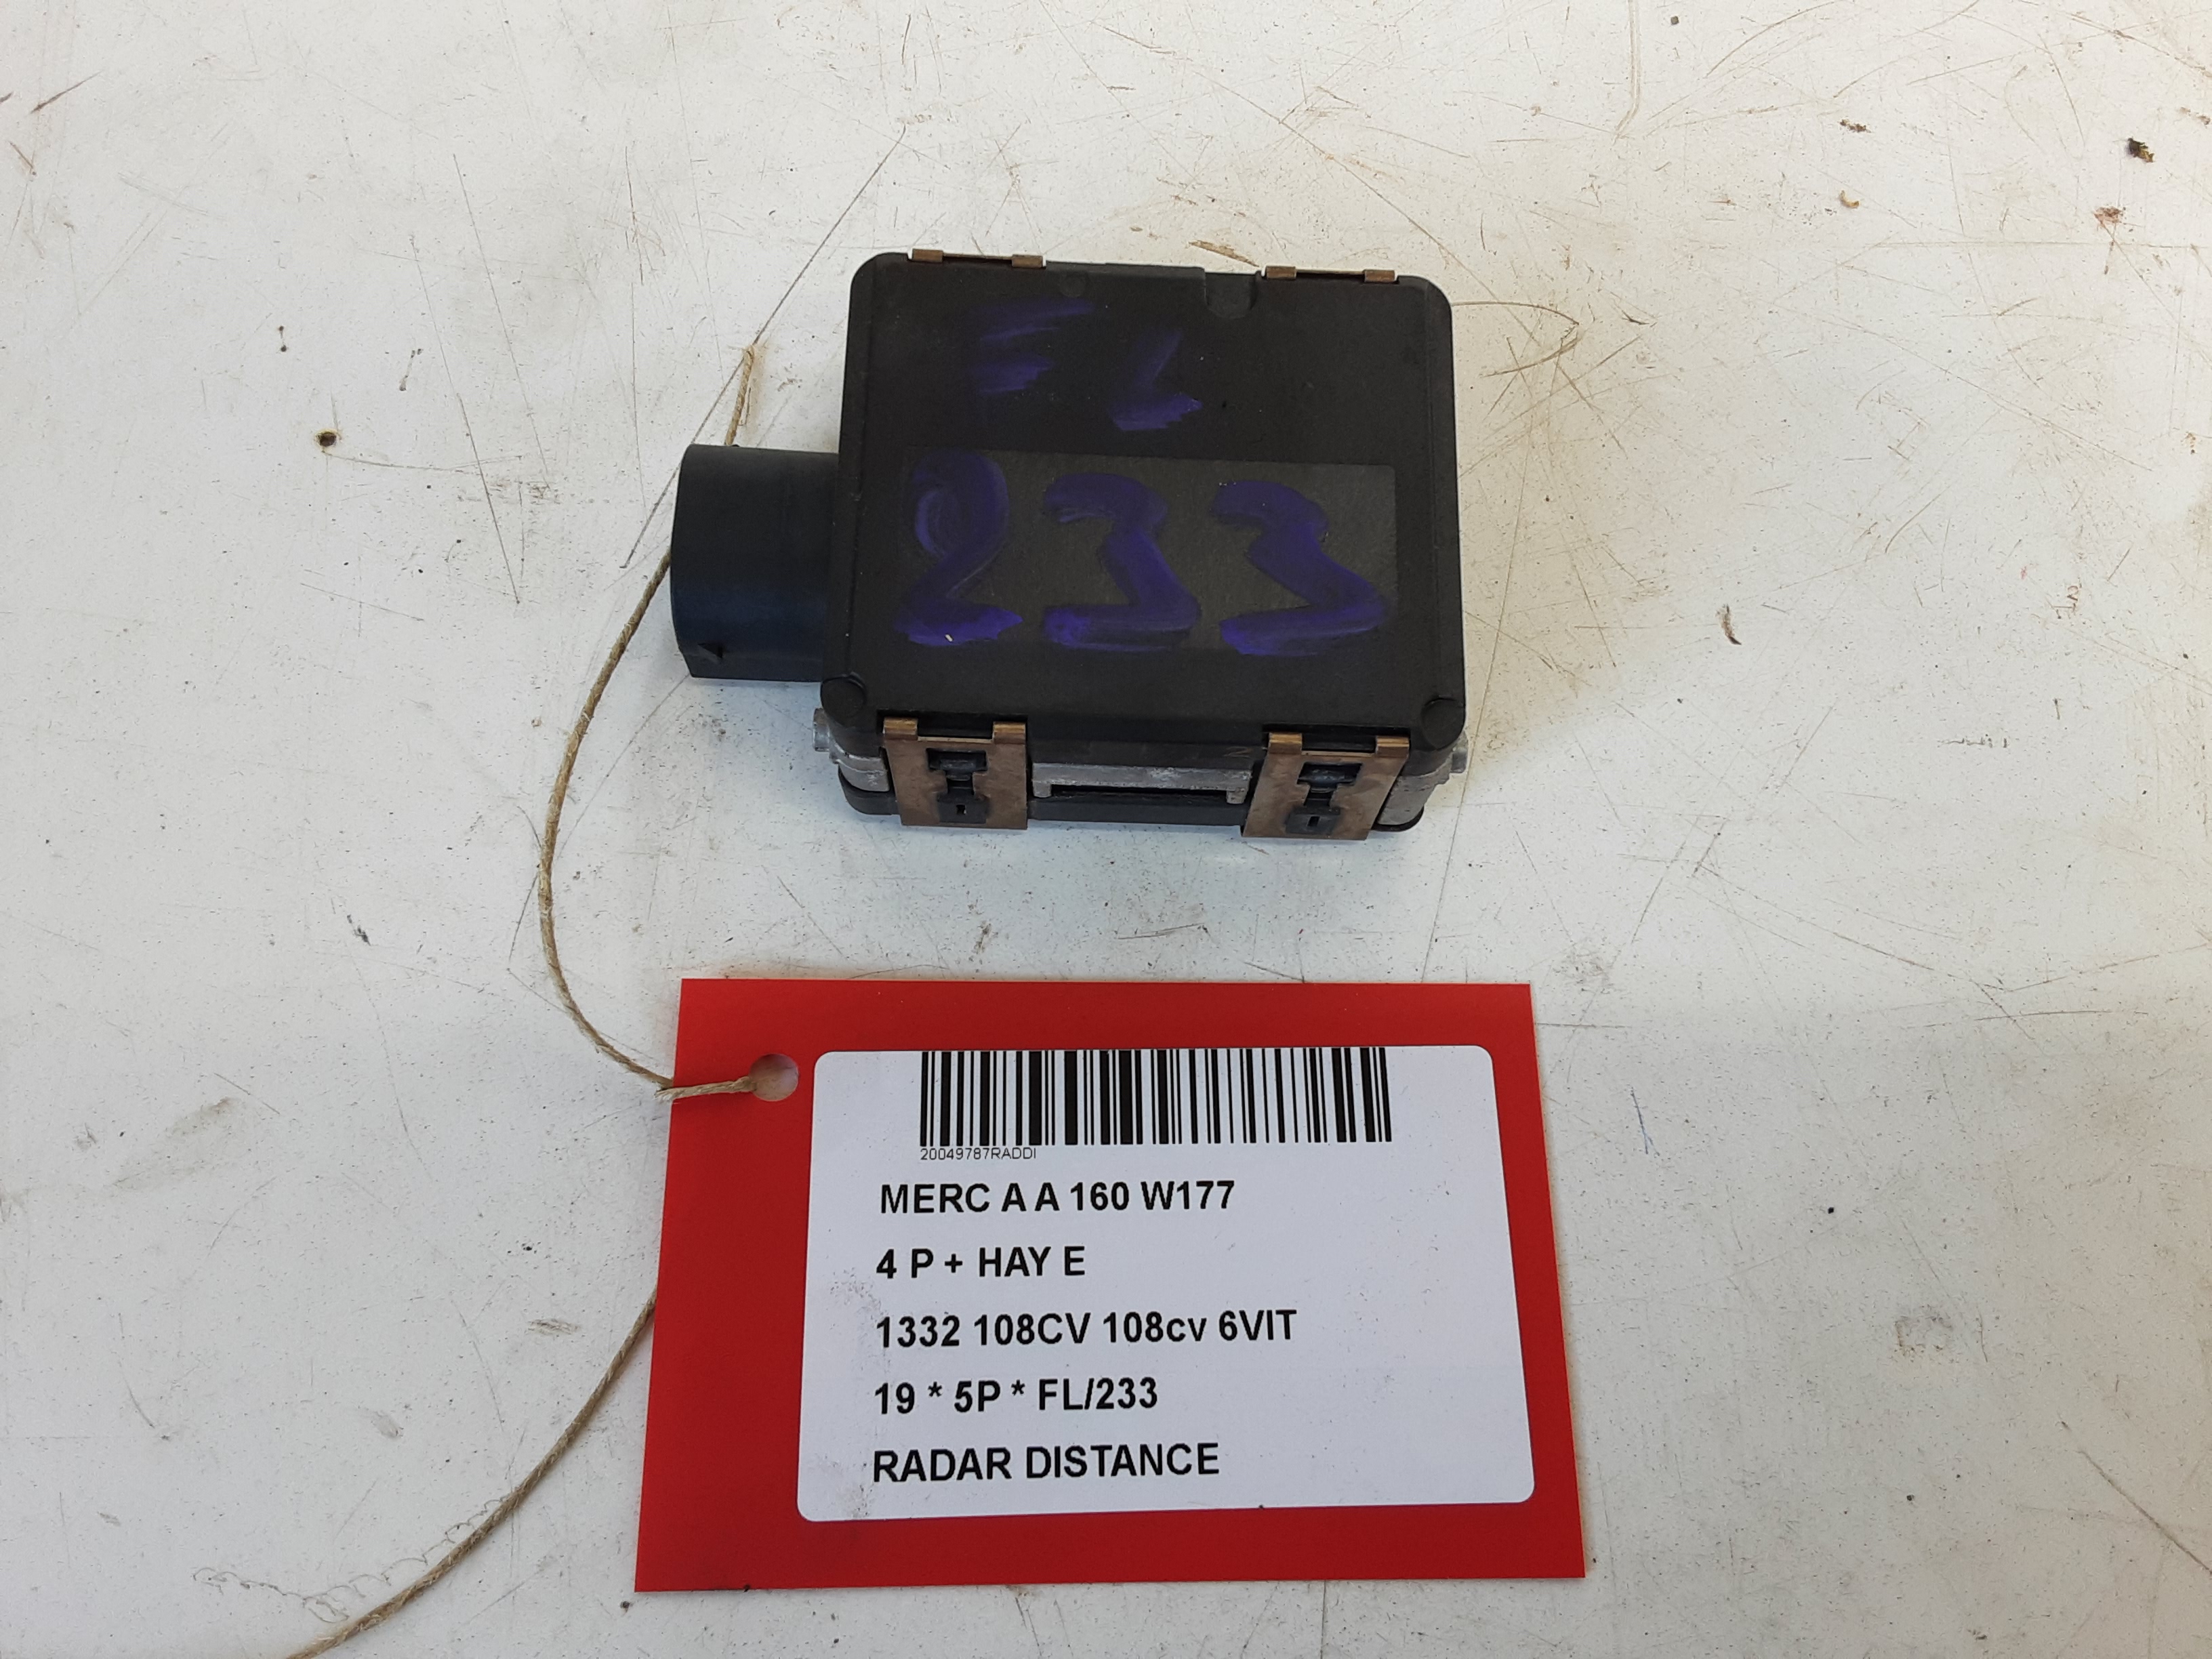 FL
233
20049787RADDI
MERC A A 160 W177
4 P + HAY E
1332 108CV 108cv 6VIT
19 * 5P * FL/233
RADAR DISTANCE